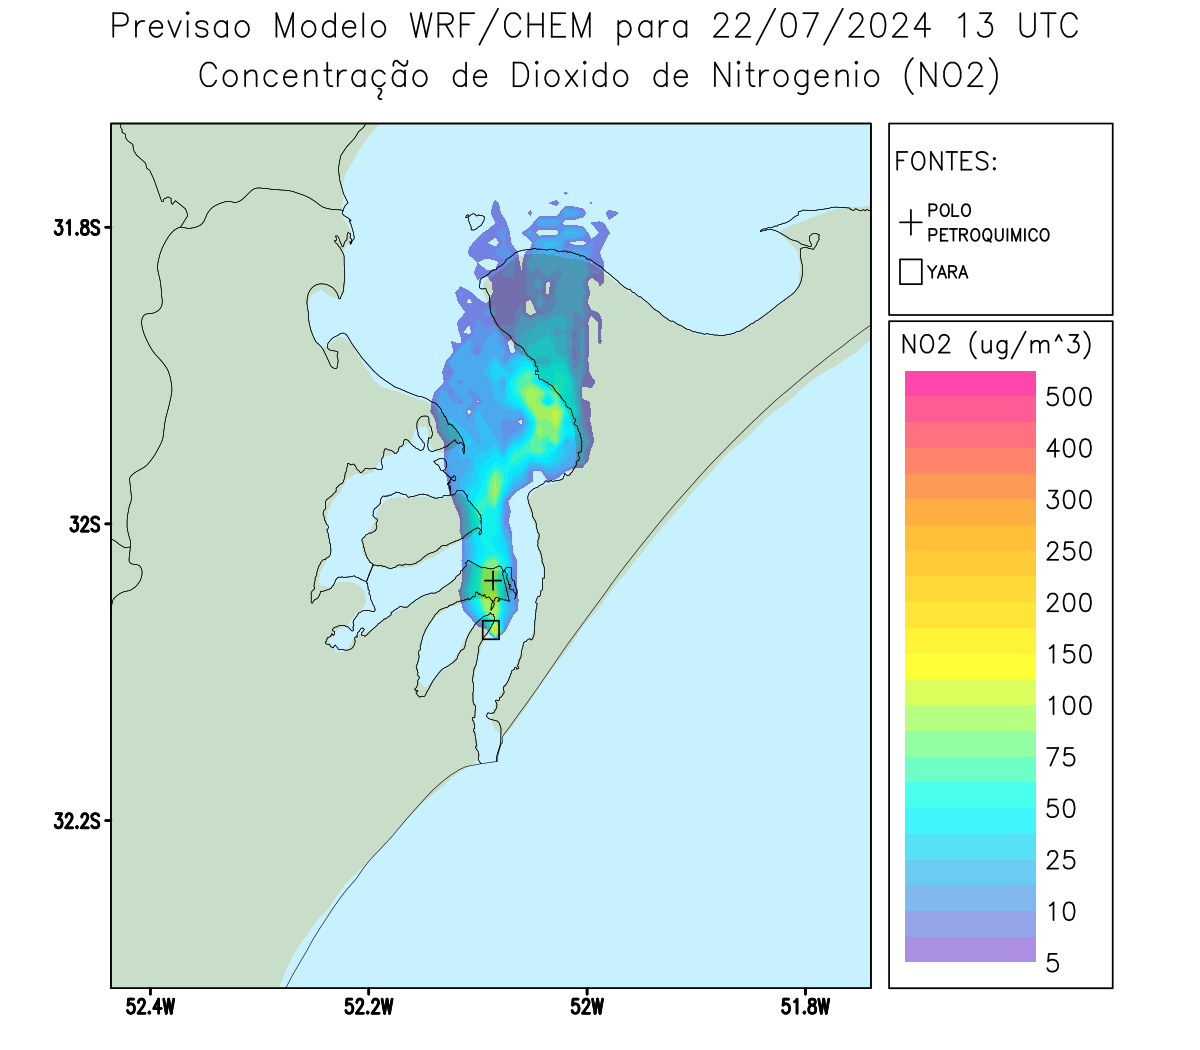 Previsao Modelo WRF/CHEM para 22/07/2024 13 UTC
Concentração de Dioxido de Nitrogenio (NO2)
FONTES:
POLO
PETROQUIMICO
YARA
NO2 (ug/m^3)
500
400
300
250
200
150
100
75
50
25
10
5
31.8S
32S
32.2S
52.4W
52.2W
52W
51.8W